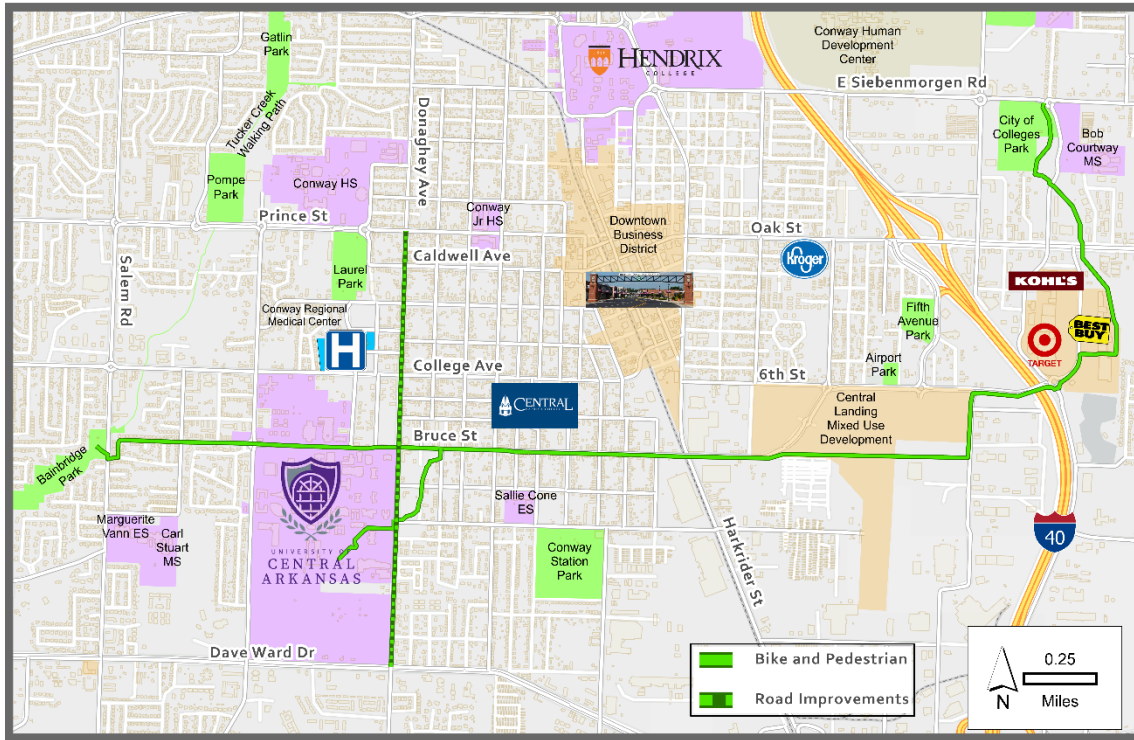 Gatlin
Park
Tucker Creek
Walking Path
Pompe
Park
Conway HS
Prince St
Donaghey Ave
HENDRIX
COLLEGE
Conway Human
Development
Center
E Siebenmorgen Rd
City of
Colleges
Park
Bob
Courtway
MS
Conway
Jr HS
Downtown
Business
District
Oak St
Kroger
Caldwell Ave
Laurel
Park
Salem Rd
Conway Regional
Medical Center
H
KOHL'S
BEST
BUY
TARGET
Fifth
Avenue
Park
Airport
Park
College Ave
6th St
CENTRAL
Central
Landing
Mixed Use
Development
Bruce St
Bainbridge
Park
Marguerite
Vann ES
Carl
Stuart
MS
UNIVERSITY OF
CENTRAL
ARKANSAS
Sallie Cone
ES
Conway
Station
Park
Harkrider St
40
Dave Ward Dr
Bike and Pedestrian
Road Improvements
N
0.25
Miles